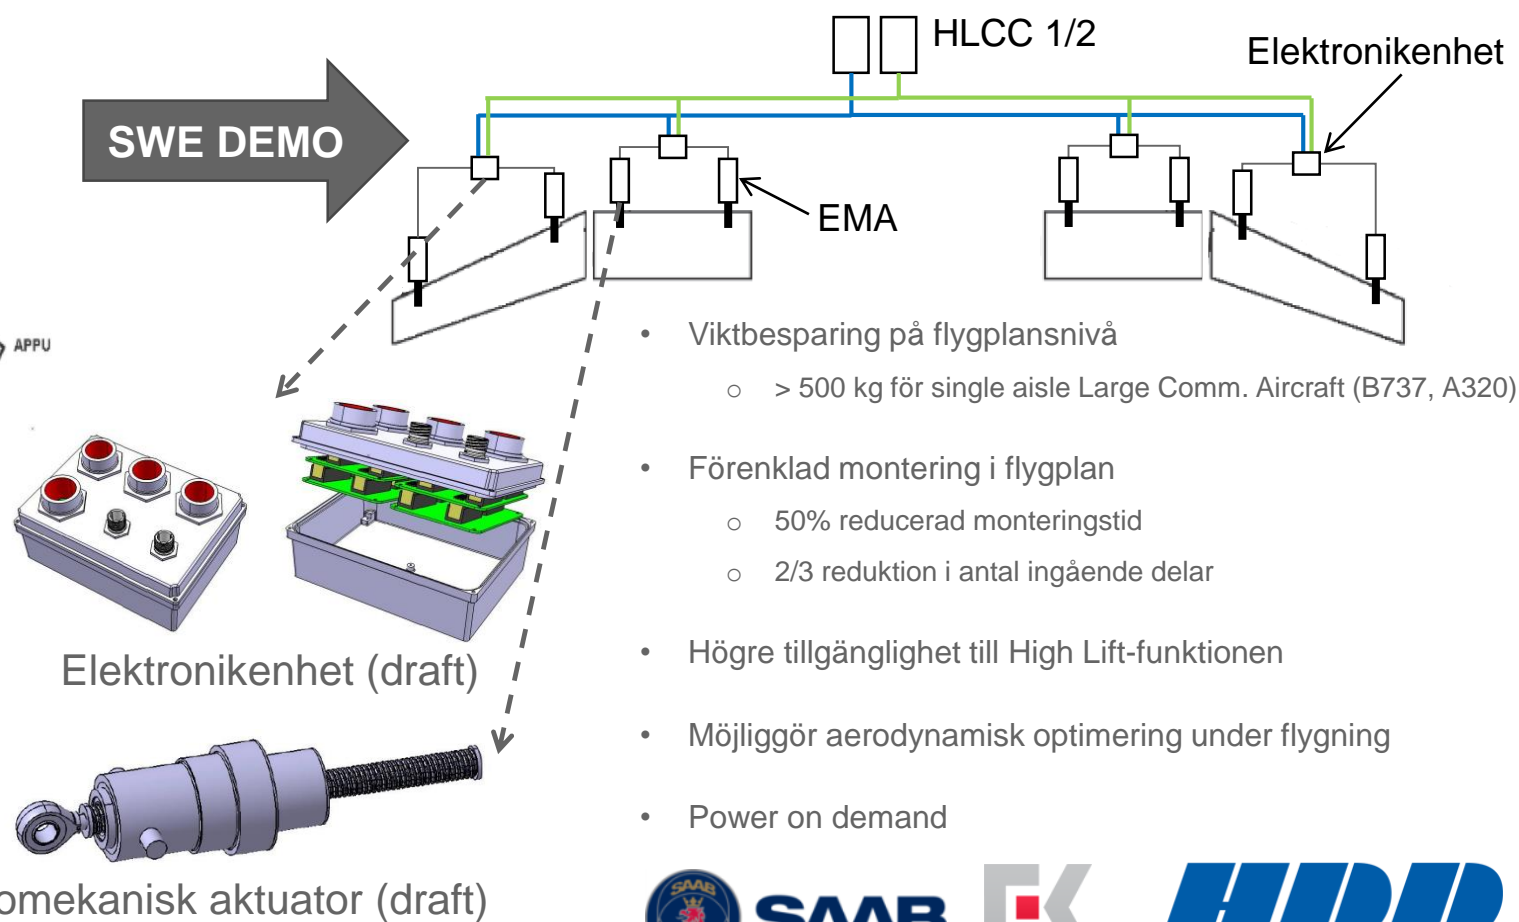 HLCC 1/2
Elektronikenhet
SWE DEMO
EMA
APPU
• Viktbesparing på flygplansnivå
o > 500 kg för single aisle Large Comm. Aircraft (B737, A320)
• Förenklad montering i flygplan
o 50% reducerad monteringstid
o 2/3 reduktion i antal ingående delar
• Högre tillgänglighet till High Lift-funktionen
• Möjliggör aerodynamisk optimering under flygning
• Power on demand
Elektronikenhet (draft)
omekanisk aktuator (draft)
SAAB
SAAB